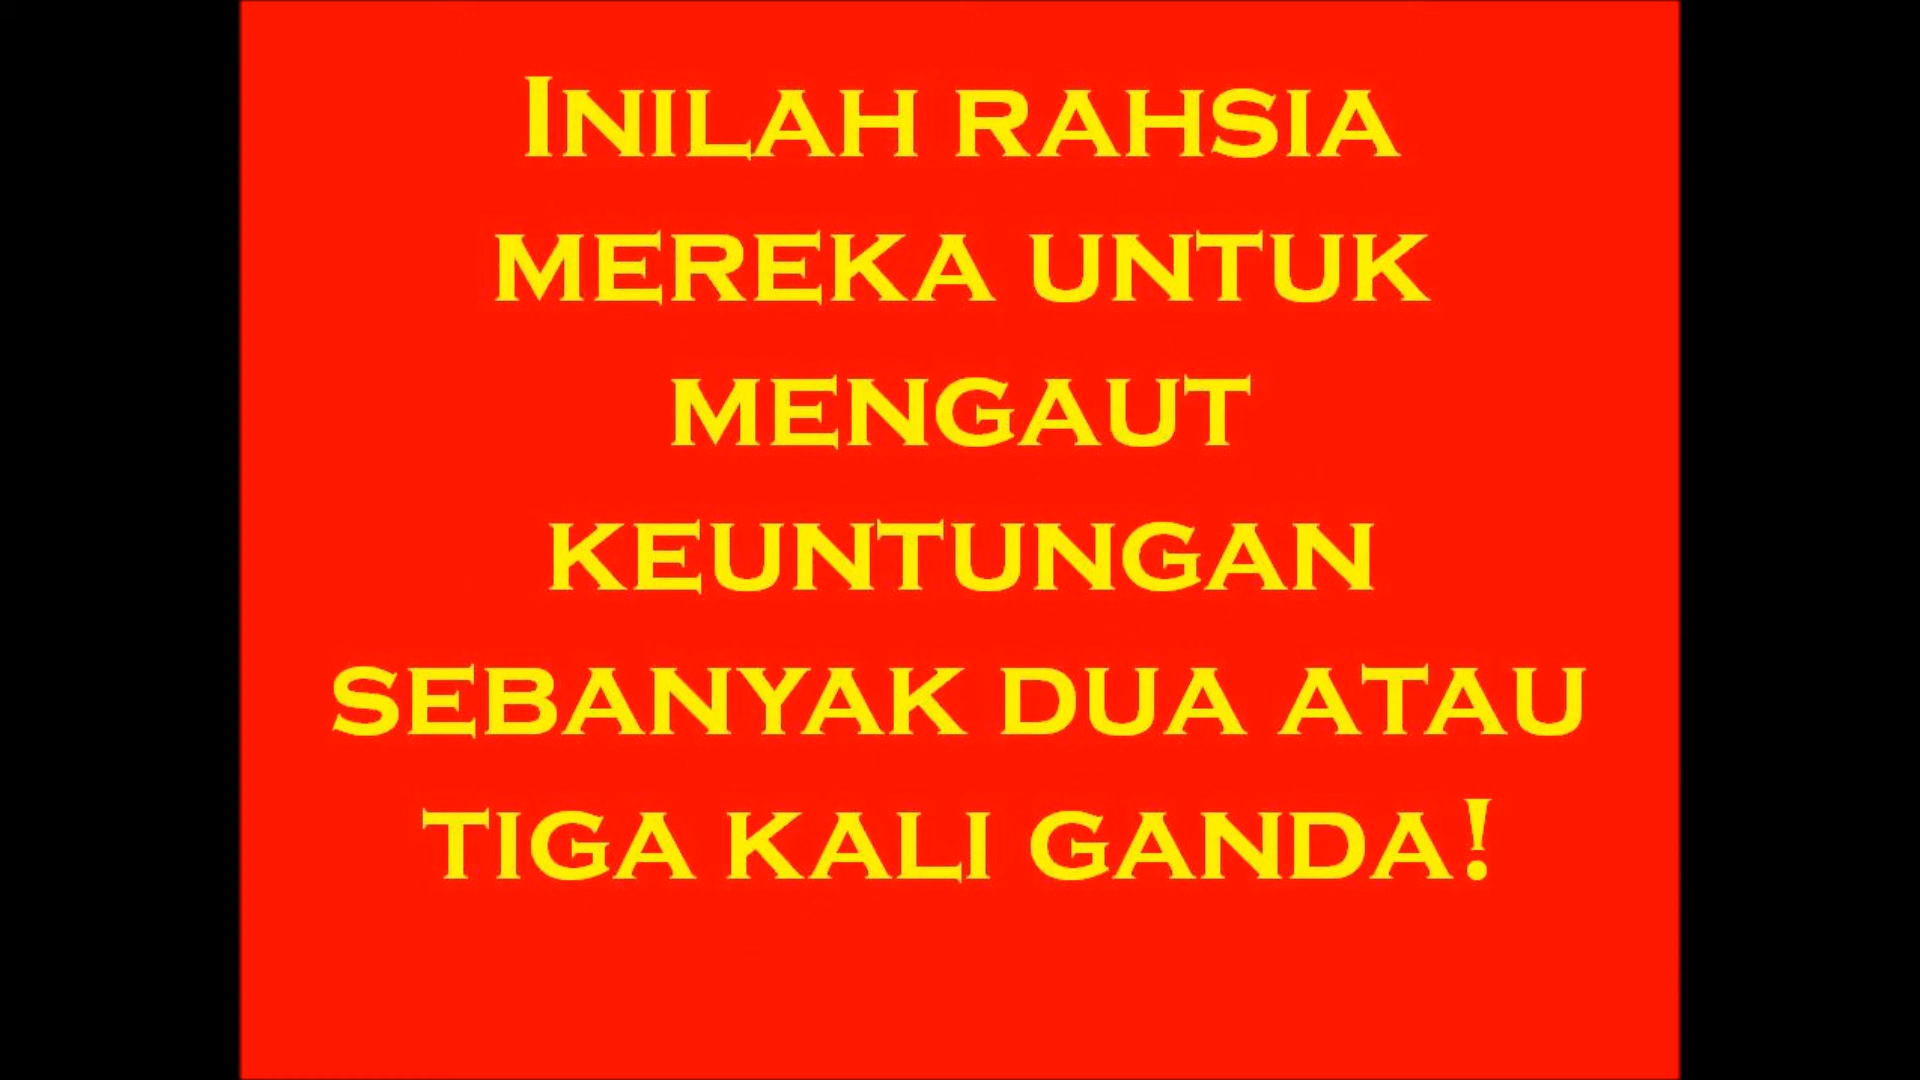 Inilah rahsia
mereka untuk
mengaut
keuntungan
sebanyak dua atau
tiga kali ganda!